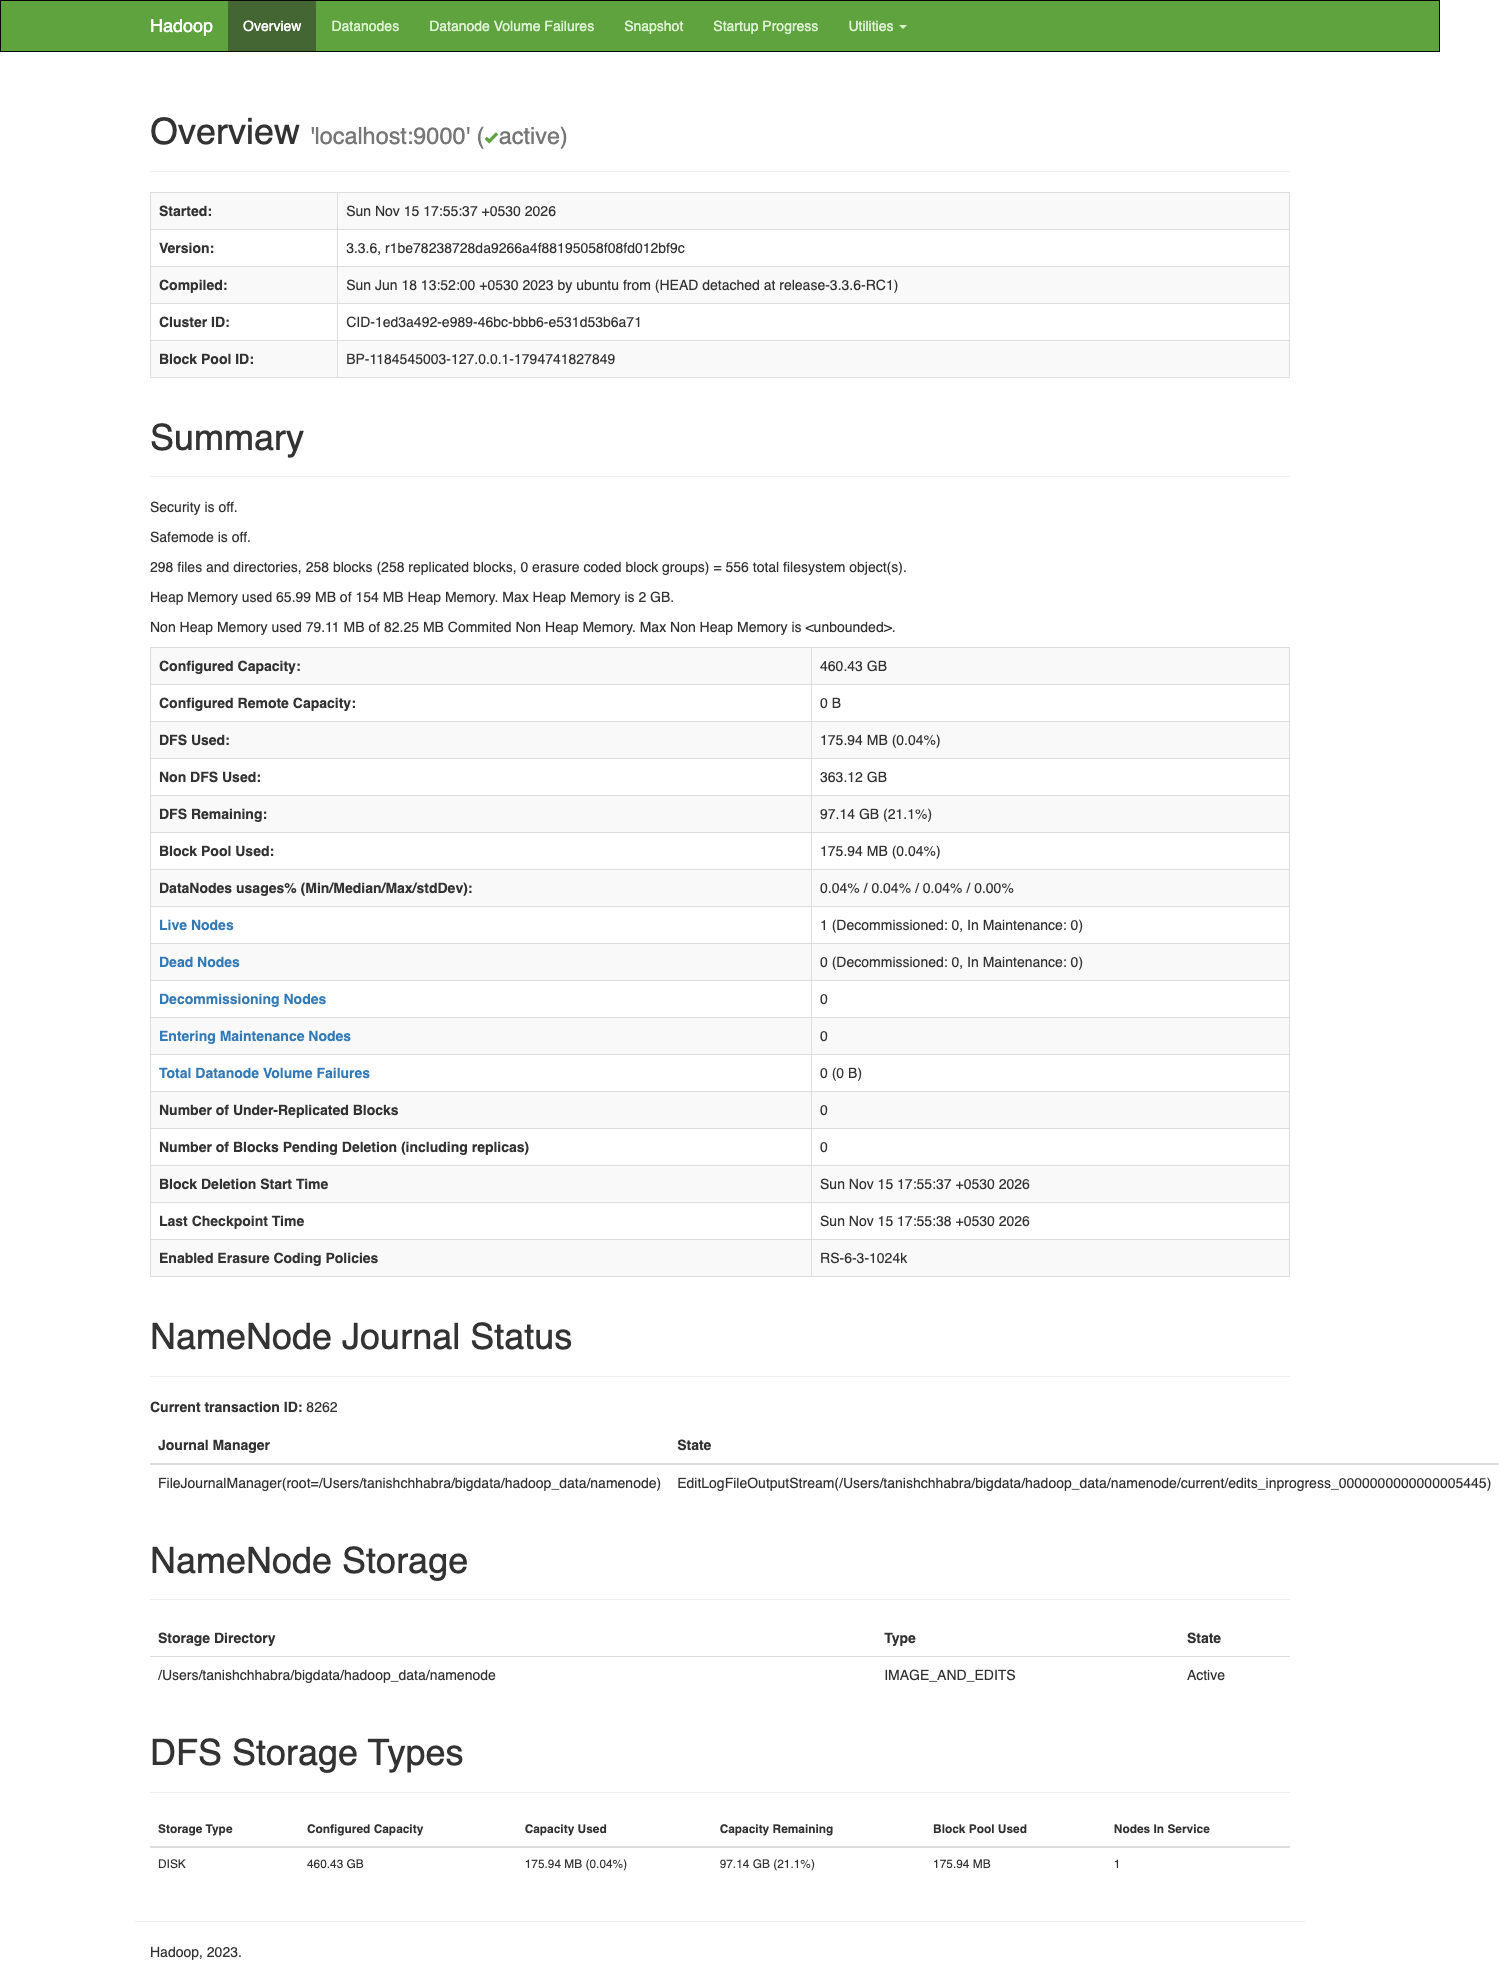 Hadoop Overview Datanodes Datanode Volume Failures Snapshot Startup Progress Utilities
Overview 'localhost:9000' (✔active)
Started: Sun Nov 15 17:55:37 +0530 2026
Version: 3.3.6, r1be78238728da9266a4f88195058f08fd012bf9c
Compiled: Sun Jun 18 13:52:00 +0530 2023 by ubuntu from (HEAD detached at release-3.3.6-RC1)
Cluster ID: CID-1ed3a492-e989-46bc-bbb6-e531d53b6a71
Block Pool ID: BP-1184545003-127.0.0.1-1794741827849
Summary
Security is off.
Safemode is off.
298 files and directories, 258 blocks (258 replicated blocks, 0 erasure coded block groups) = 556 total filesystem object(s).
Heap Memory used 65.99 MB of 154 MB Heap Memory. Max Heap Memory is 2 GB.
Non Heap Memory used 79.11 MB of 82.25 MB Commited Non Heap Memory. Max Non Heap Memory is <unbounded>.
Configured Capacity: 460.43 GB
Configured Remote Capacity: 0 B
DFS Used: 175.94 MB (0.04%)
Non DFS Used: 363.12 GB
DFS Remaining: 97.14 GB (21.1%)
Block Pool Used: 175.94 MB (0.04%)
DataNodes usages% (Min/Median/Max/stdDev): 0.04% / 0.04% / 0.04% / 0.00%
Live Nodes 1 (Decommissioned: 0, In Maintenance: 0)
Dead Nodes 0 (Decommissioned: 0, In Maintenance: 0)
Decommissioning Nodes 0
Entering Maintenance Nodes 0
Total Datanode Volume Failures 0 (0 B)
Number of Under-Replicated Blocks 0
Number of Blocks Pending Deletion (including replicas) 0
Block Deletion Start Time Sun Nov 15 17:55:37 +0530 2026
Last Checkpoint Time Sun Nov 15 17:55:38 +0530 2026
Enabled Erasure Coding Policies RS-6-3-1024k
NameNode Journal Status
Current transaction ID: 8262
Journal Manager State
FileJournalManager(root=/Users/tanishchhabra/bigdata/hadoop_data/namenode) EditLogFileOutputStream(/Users/tanishchhabra/bigdata/hadoop_data/namenode/current/edits_inprogress_0000000000000005445)
NameNode Storage
Storage Directory Type State
/Users/tanishchhabra/bigdata/hadoop_data/namenode IMAGE_AND_EDITS Active
DFS Storage Types
Storage Type Configured Capacity Capacity Used Capacity Remaining Block Pool Used Nodes In Service
DISK 460.43 GB 175.94 MB (0.04%) 97.14 GB (21.1%) 175.94 MB 1
Hadoop, 2023.